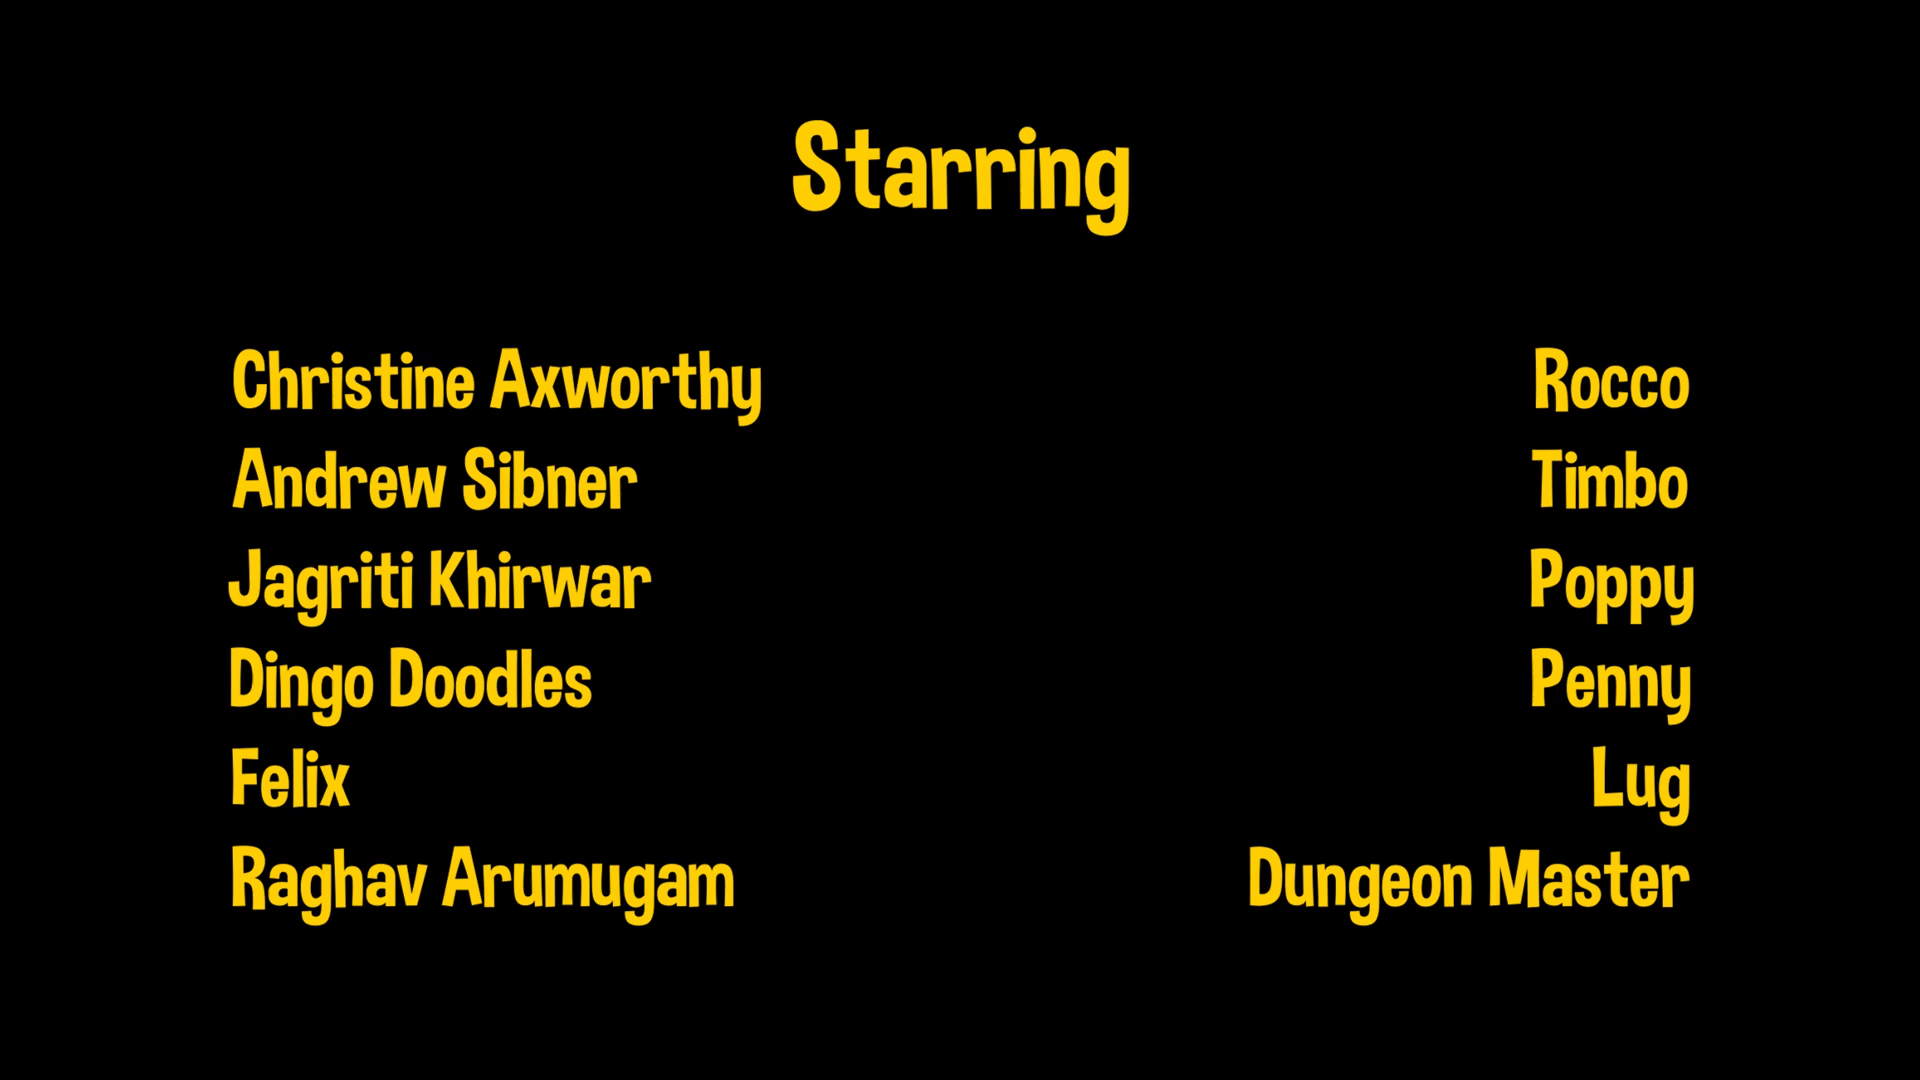 Starring
Christine Axworthy Rocco
Andrew Sibner Timbo
Jagriti Khirwar Poppy
Dingo Doodles Penny
Felix Lug
Raghav Arumugam Dungeon Master